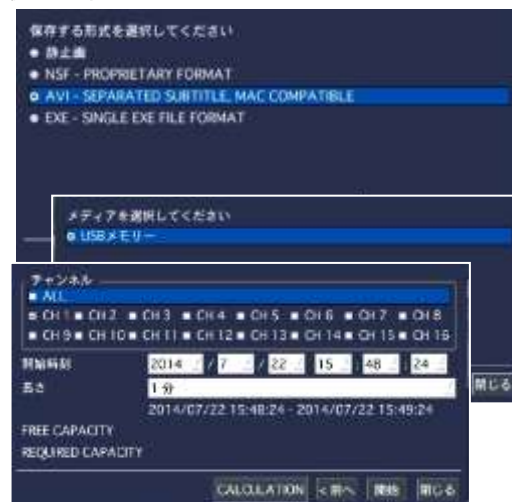 保存する形式を選択してください
静止画
NSF - PROPRIETARY FORMAT
AVI - SEPARATED SUBTITLE, MAC COMPATIBLE
EXE - SINGLE EXE FILE FORMAT
メディアを選択してください
USBメモリー
チャンネル
ALL
CH 1 CH 2 CH 3 CH 4 CH 5 CH 6 CH 7 CH 8
CH 9 CH 10 CH 11 CH 12 CH 13 CH 14 CH 15 CH 16
開始時刻 2014 / 7 / 22 15 : 48 : 24
長さ 1 分
2014/07/22 15:48:24 - 2014/07/22 15:49:24
閉じる
FREE CAPACITY
REQUIRED CAPACITY
CALCULATION < 前へ 開始 閉じる